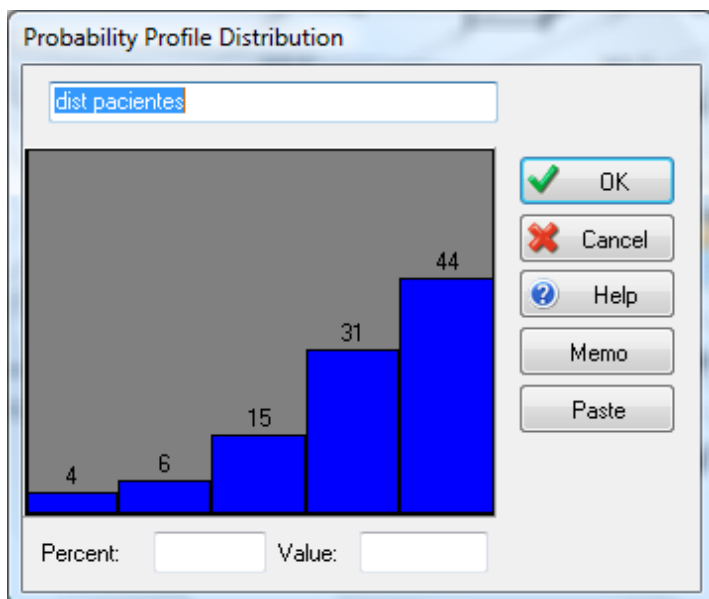 Probability Profile Distribution
dist pacientes
OK
Cancel
Help
Memo
Paste
44
31
15
6
4
Percent:
Value: